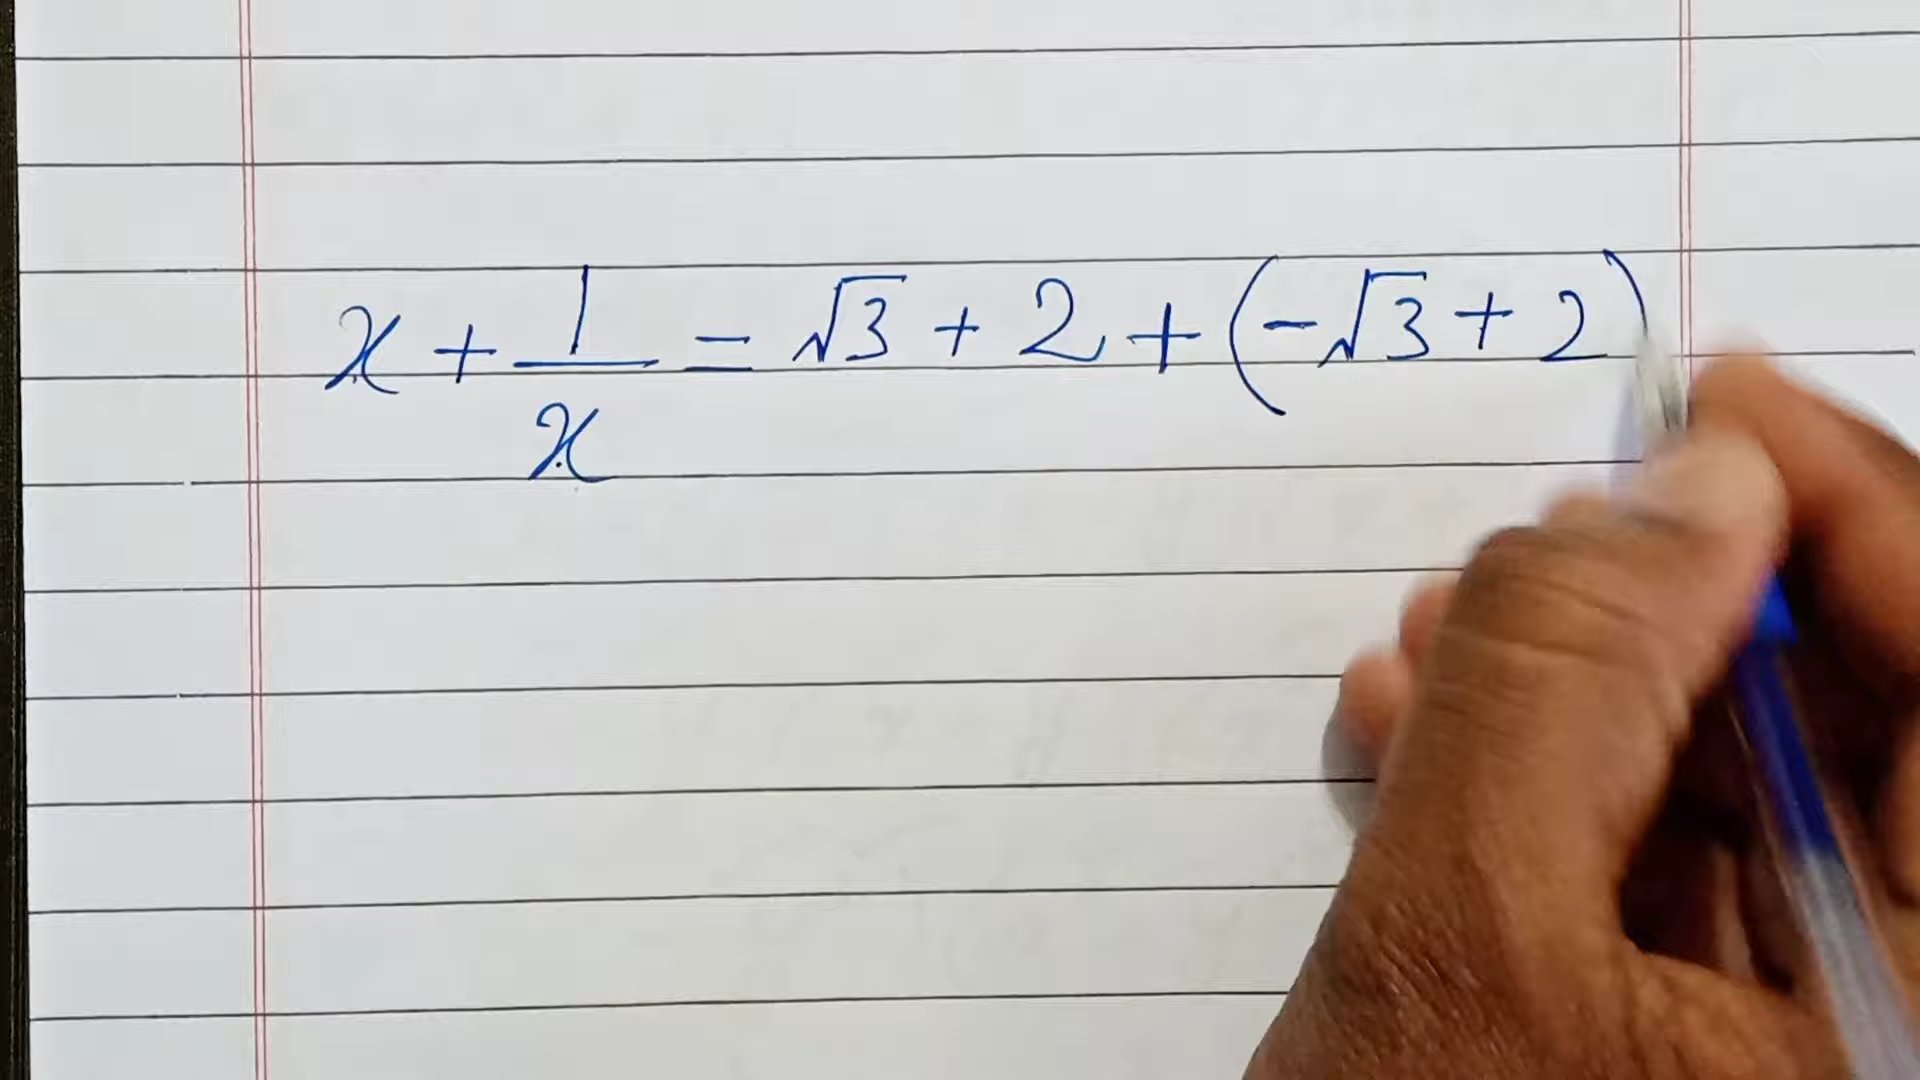 x + 1/x = √3 + 2 + (-√3 + 2)